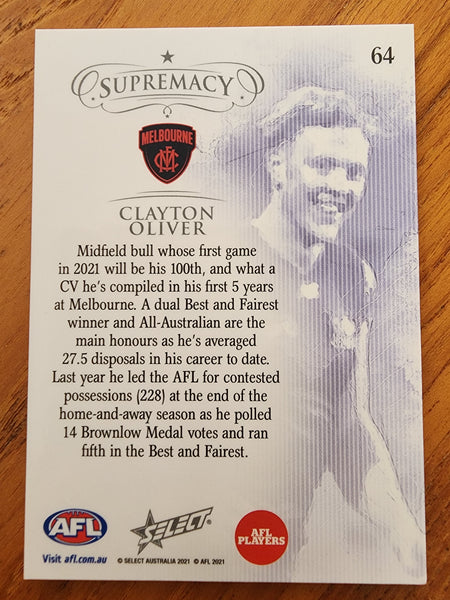 64
SUPREMACY
MELBOURNE
MFC
CLAYTON
OLIVER
Midfield bull whose first game
in 2021 will be his 100th, and what a
CV he's compiled in his first 5 years
at Melbourne. A dual Best and Fairest
winner and All-Australian are the
main honours as he's averaged
27.5 disposals in his career to date.
Last year he led the AFL for contested
possessions (228) at the end of the
home-and-away season as he polled
14 Brownlow Medal votes and ran
fifth in the Best and Fairest.
AFL
Visit afl.com.au
SELECT
© SELECT AUSTRALIA 2021 © AFL 2021
AFL
PLAYERS